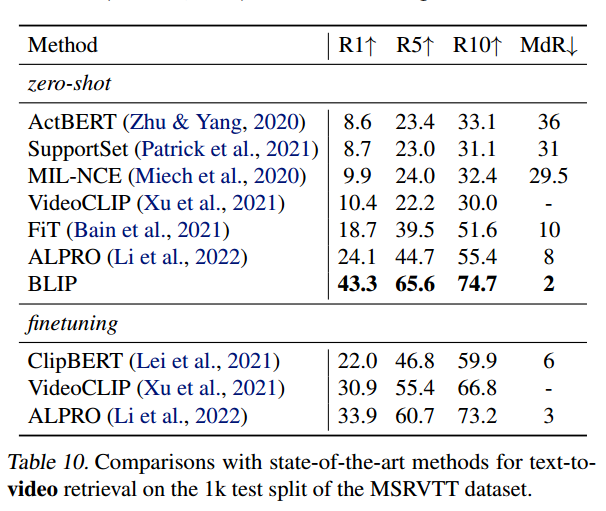 Method R1↑ R5↑ R10↑ MdR↓
zero-shot
ActBERT (Zhu & Yang, 2020) 8.6 23.4 33.1 36
SupportSet (Patrick et al., 2021) 8.7 23.0 31.1 31
MIL-NCE (Miech et al., 2020) 9.9 24.0 32.4 29.5
VideoCLIP (Xu et al., 2021) 10.4 22.2 30.0 -
FiT (Bain et al., 2021) 18.7 39.5 51.6 10
ALPRO (Li et al., 2022) 24.1 44.7 55.4 8
BLIP 43.3 65.6 74.7 2
finetuning
ClipBERT (Lei et al., 2021) 22.0 46.8 59.9 6
VideoCLIP (Xu et al., 2021) 30.9 55.4 66.8 -
ALPRO (Li et al., 2022) 33.9 60.7 73.2 3
Table 10. Comparisons with state-of-the-art methods for text-to-
video retrieval on the 1k test split of the MSRVTT dataset.